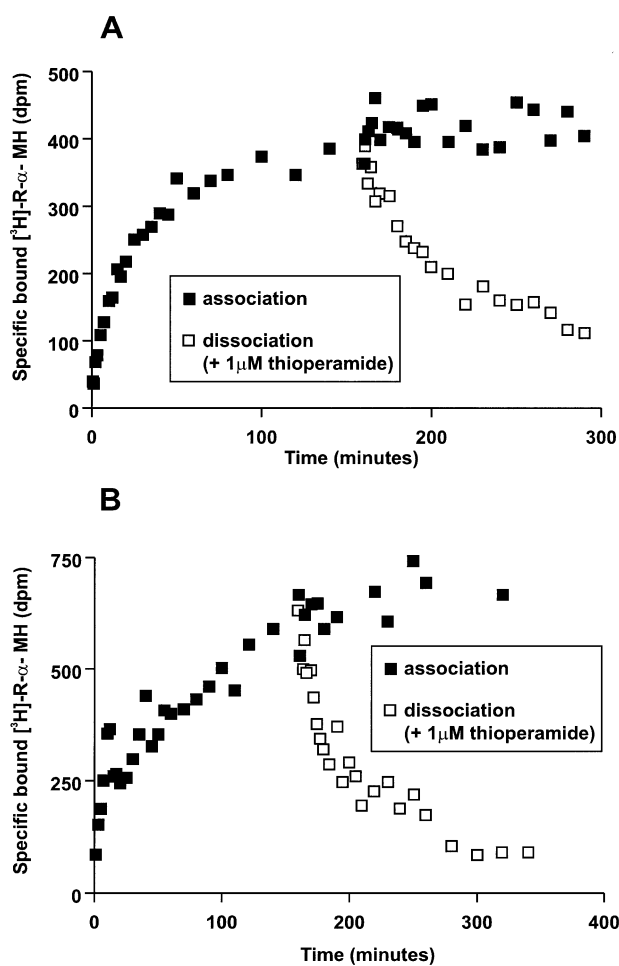 A
Specific bound [³H]-R-α- MH (dpm)
500
400
300
200
100
0
■ association
□ dissociation
(+ 1μM thioperamide)
0 100 200 300
Time (minutes)
B
Specific bound [³H]-R-α- MH (dpm)
750
500
250
0
■ association
□ dissociation
(+ 1μM thioperamide)
0 100 200 300 400
Time (minutes)